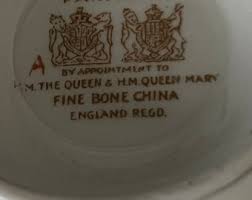 A
BY APPOINTMENT TO
H.M. THE QUEEN & H.M. QUEEN MARY
FINE BONE CHINA
ENGLAND REGD.